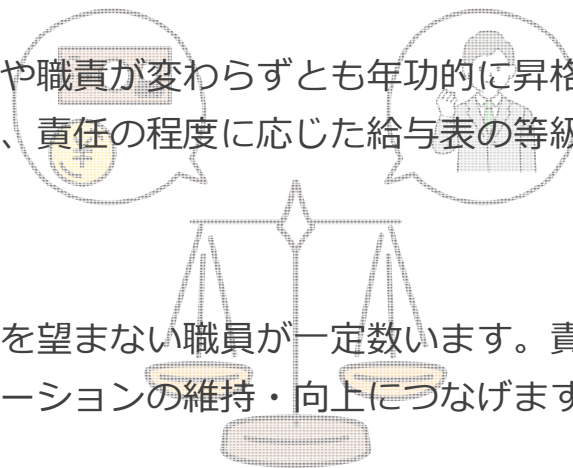 や職責が変わらずとも年功的に昇格
、責任の程度に応じた給与表の等級
を望まない職員が一定数います。責
ーションの維持・向上につなげます